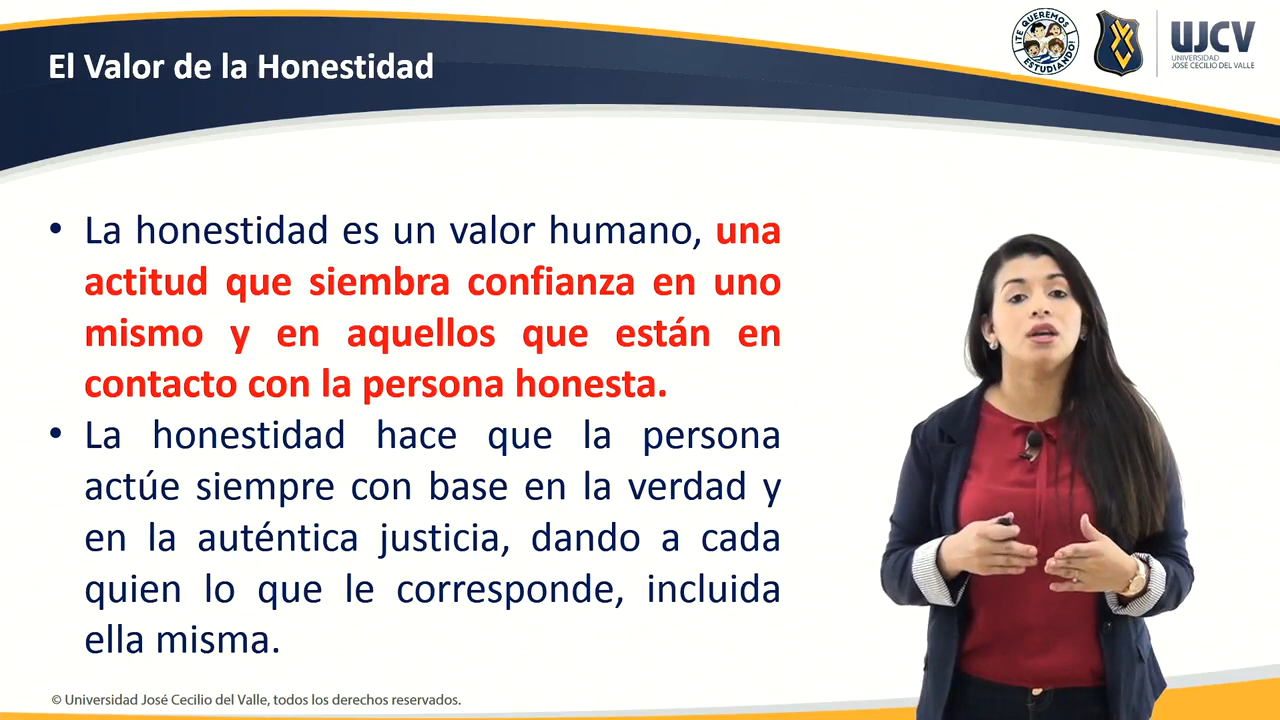 El Valor de la Honestidad
¡TE QUEREMOS
ESTUDIANDO!
UJCV
UNIVERSIDAD
JOSÉ CECILIO DEL VALLE
• La honestidad es un valor humano, una
actitud que siembra confianza en uno
mismo y en aquellos que están en
contacto con la persona honesta.
• La honestidad hace que la persona
actúe siempre con base en la verdad y
en la auténtica justicia, dando a cada
quien lo que le corresponde, incluida
ella misma.
© Universidad José Cecilio del Valle, todos los derechos reservados.